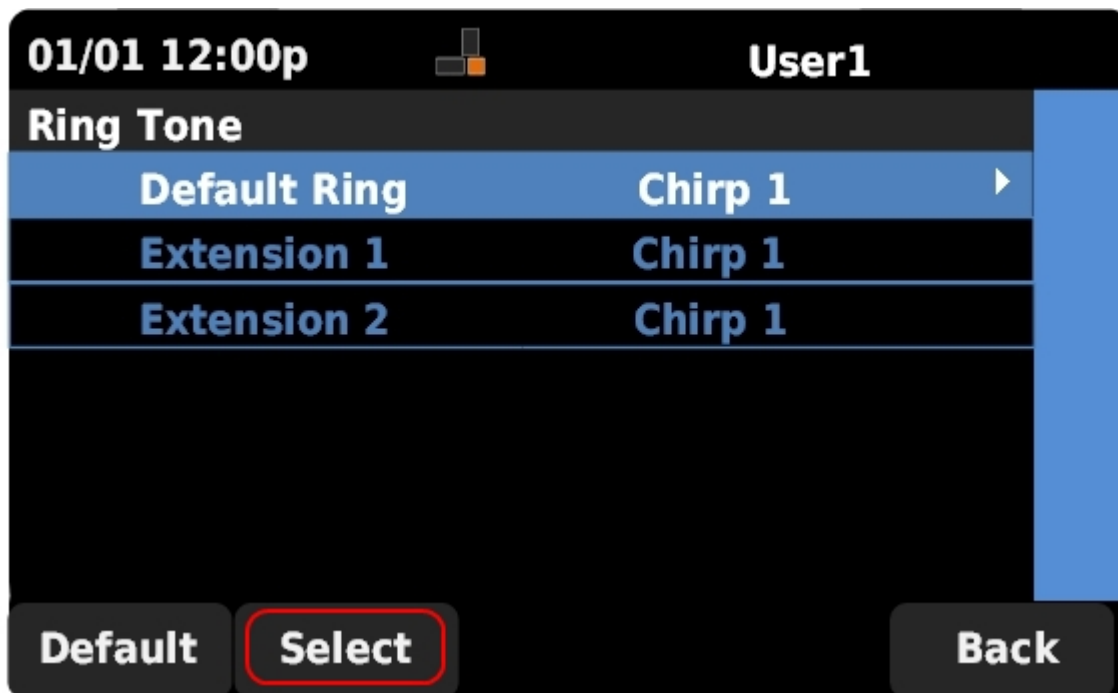 01/01 12:00p User1
Ring Tone
Default Ring Chirp 1
Extension 1 Chirp 1
Extension 2 Chirp 1
Default Select Back